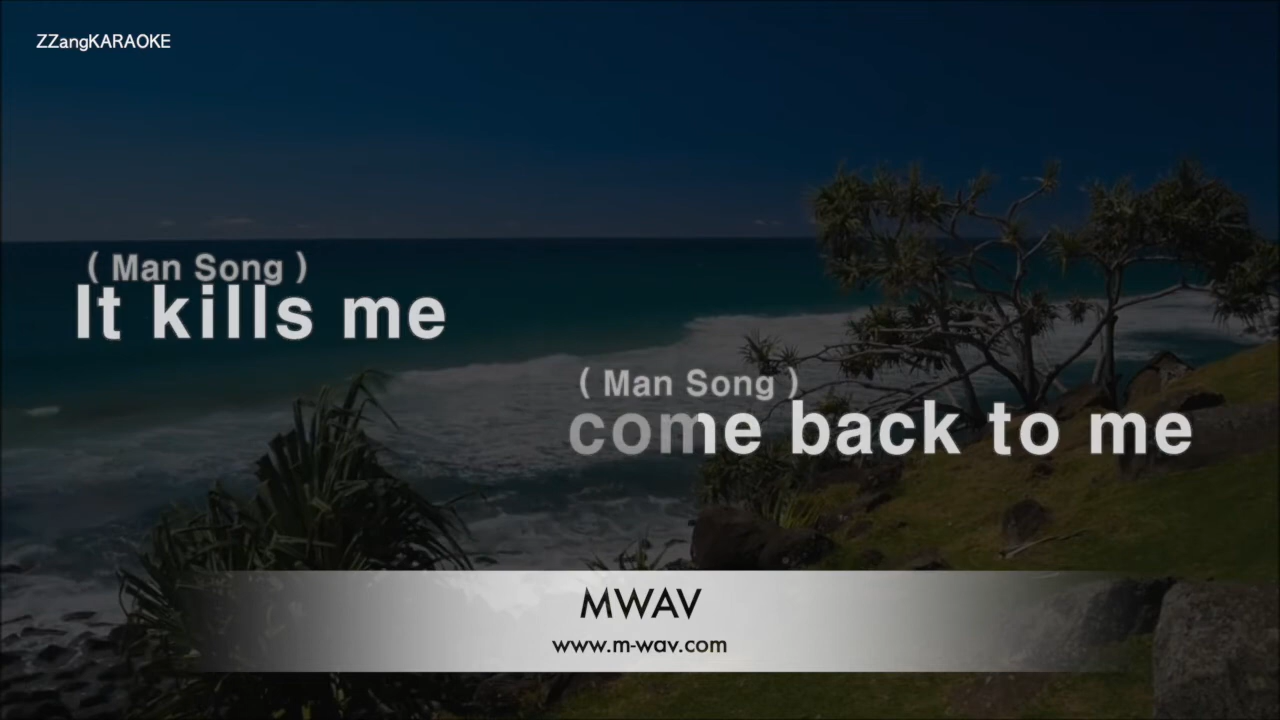 ZZangKARAOKE
( Man Song )
It kills me
( Man Song )
come back to me
MWAV
www.m-wav.com